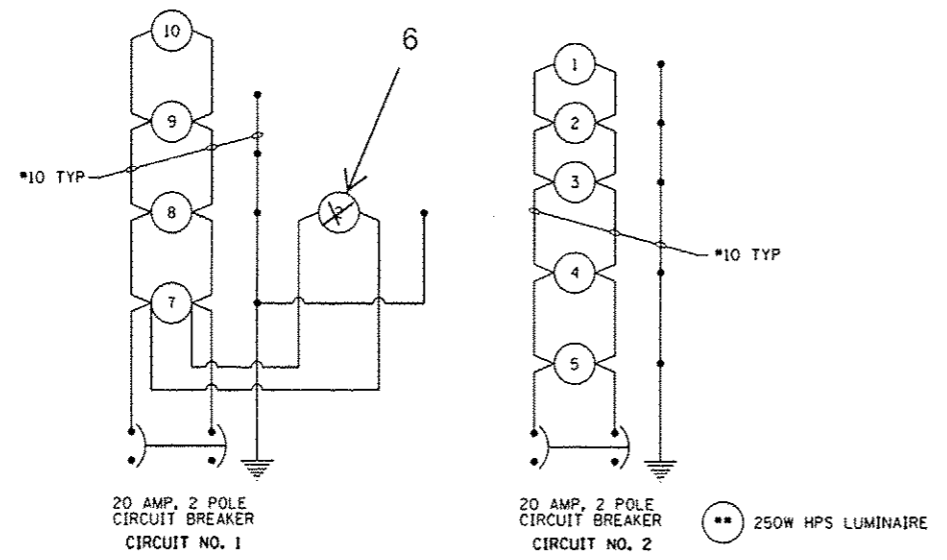 10
6
1
9
2
*10 TYP
3
8
*10 TYP
4
7
5
20 AMP, 2 POLE
CIRCUIT BREAKER
CIRCUIT NO. 1
20 AMP, 2 POLE
CIRCUIT BREAKER
CIRCUIT NO. 2
** 250W HPS LUMINAIRE